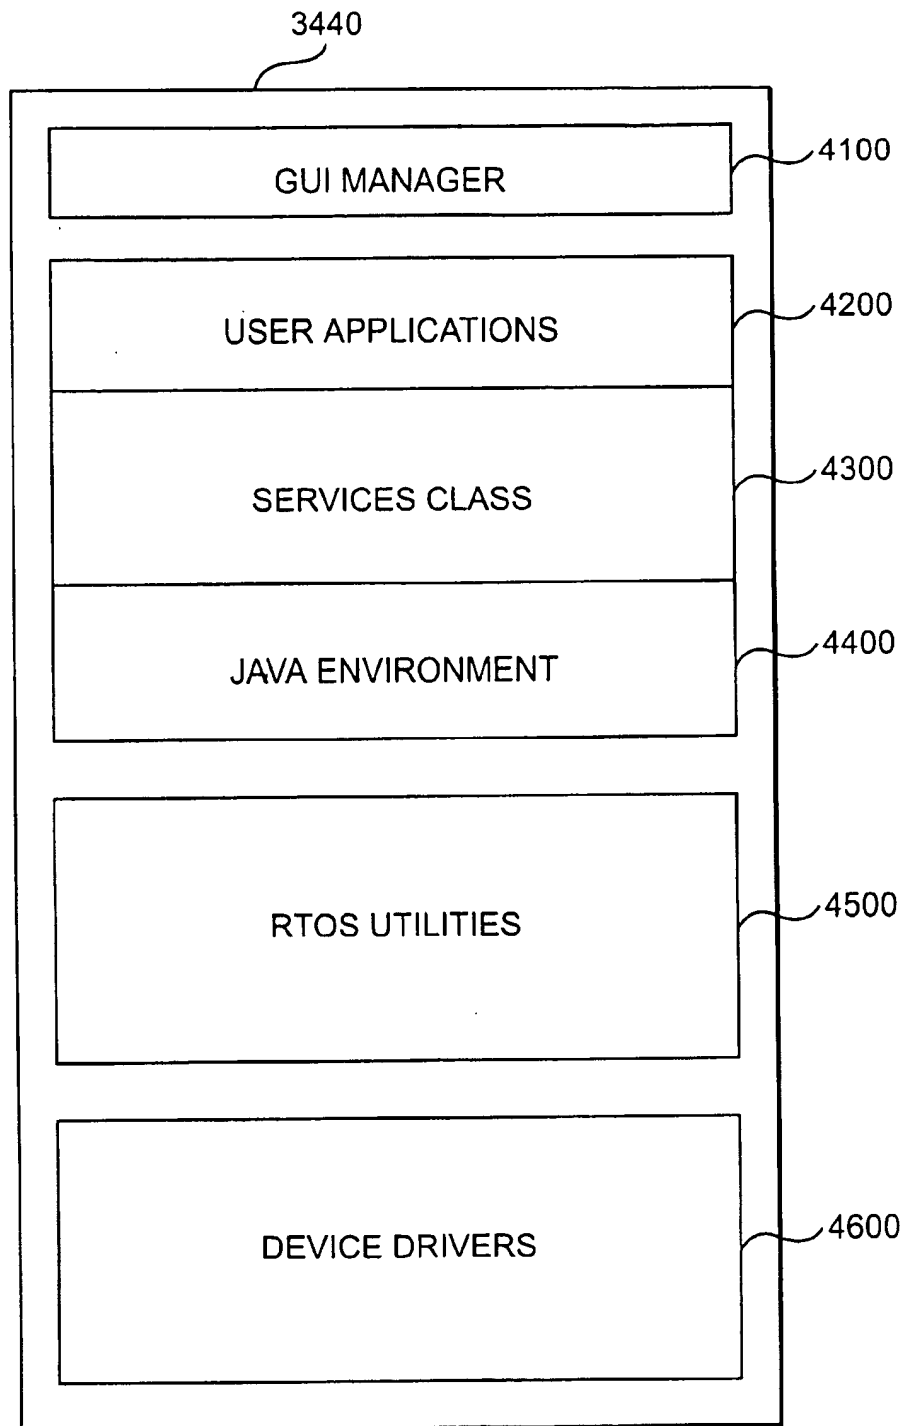 3440
GUI MANAGER
4100
USER APPLICATIONS
4200
SERVICES CLASS
4300
JAVA ENVIRONMENT
4400
RTOS UTILITIES
4500
DEVICE DRIVERS
4600